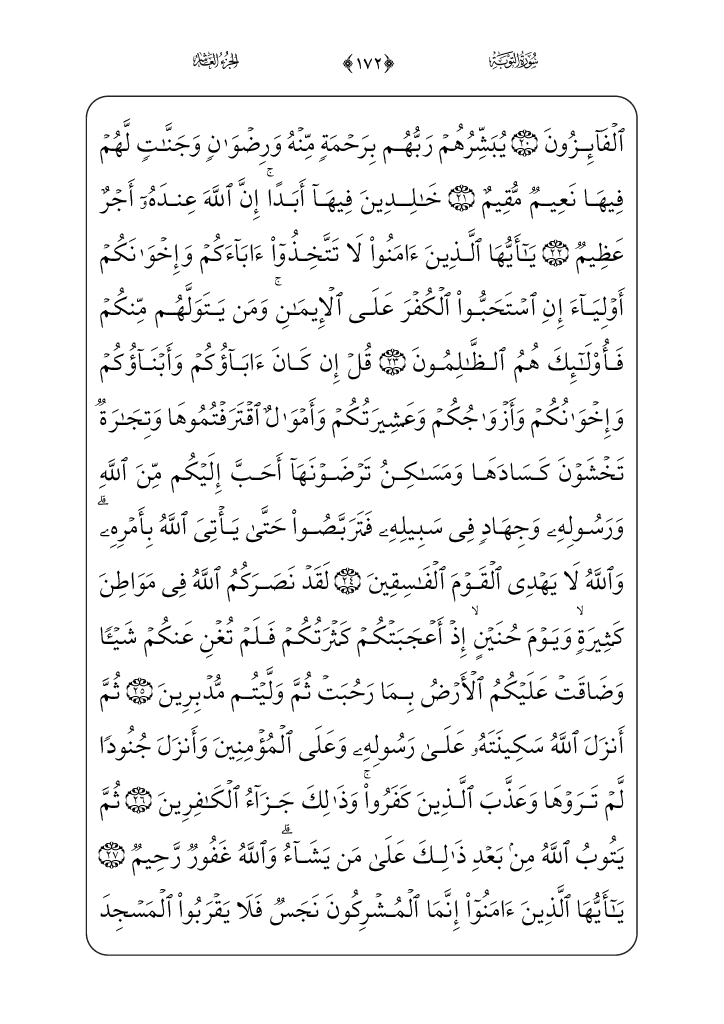 سُورَةُ التَّوْبَةِ ﴿١٧٢﴾ الجُزْءُ العَاشِرُ
ٱلۡفَآئِزُونَ ٢٠ يُبَشِّرُهُمۡ رَبُّهُم بِرَحۡمَةٖ مِّنۡهُ وَرِضۡوَٰنٖ وَجَنَّٰتٖ لَّهُمۡ
فِيهَا نَعِيمٞ مُّقِيمٌ ٢١ خَٰلِدِينَ فِيهَآ أَبَدًاۚ إِنَّ ٱللَّهَ عِندَهُۥٓ أَجۡرٌ
عَظِيمٞ ٢٢ يَٰٓأَيُّهَا ٱلَّذِينَ ءَامَنُواْ لَا تَتَّخِذُوٓاْ ءَابَآءَكُمۡ وَإِخۡوَٰنَكُمۡ
أَوۡلِيَآءَ إِنِ ٱسۡتَحَبُّواْ ٱلۡكُفۡرَ عَلَى ٱلۡإِيمَٰنِۚ وَمَن يَتَوَلَّهُم مِّنكُمۡ
فَأُوْلَٰٓئِكَ هُمُ ٱلظَّٰلِمُونَ ٢٣ قُلۡ إِن كَانَ ءَابَآؤُكُمۡ وَأَبۡنَآؤُكُمۡ
وَإِخۡوَٰنُكُمۡ وَأَزۡوَٰجُكُمۡ وَعَشِيرَتُكُمۡ وَأَمۡوَٰلٌ ٱقۡتَرَفۡتُمُوهَا وَتِجَٰرَةٞ
تَخۡشَوۡنَ كَسَادَهَا وَمَسَٰكِنُ تَرۡضَوۡنَهَآ أَحَبَّ إِلَيۡكُم مِّنَ ٱللَّهِ
وَرَسُولِهِۦ وَجِهَادٖ فِي سَبِيلِهِۦ فَتَرَبَّصُواْ حَتَّىٰ يَأۡتِيَ ٱللَّهُ بِأَمۡرِهِۦۗ
وَٱللَّهُ لَا يَهۡدِي ٱلۡقَوۡمَ ٱلۡفَٰسِقِينَ ٢٤ لَقَدۡ نَصَرَكُمُ ٱللَّهُ فِي مَوَاطِنَ
كَثِيرَةٖۙ وَيَوۡمَ حُنَيۡنٍۙ إِذۡ أَعۡجَبَتۡكُمۡ كَثۡرَتُكُمۡ فَلَمۡ تُغۡنِ عَنكُمۡ شَيۡـٔٗا
وَضَاقَتۡ عَلَيۡكُمُ ٱلۡأَرۡضُ بِمَا رَحُبَتۡ ثُمَّ وَلَّيۡتُم مُّدۡبِرِينَ ٢٥ ثُمَّ
أَنزَلَ ٱللَّهُ سَكِينَتَهُۥ عَلَىٰ رَسُولِهِۦ وَعَلَى ٱلۡمُؤۡمِنِينَ وَأَنزَلَ جُنُودٗا
لَّمۡ تَرَوۡهَا وَعَذَّبَ ٱلَّذِينَ كَفَرُواْۚ وَذَٰلِكَ جَزَآءُ ٱلۡكَٰفِرِينَ ٢٦ ثُمَّ
يَتُوبُ ٱللَّهُ مِنۢ بَعۡدِ ذَٰلِكَ عَلَىٰ مَن يَشَآءُۗ وَٱللَّهُ غَفُورٞ رَّحِيمٞ ٢٧
يَٰٓأَيُّهَا ٱلَّذِينَ ءَامَنُوٓاْ إِنَّمَا ٱلۡمُشۡرِكُونَ نَجَسٞ فَلَا يَقۡرَبُواْ ٱلۡمَسۡجِدَ